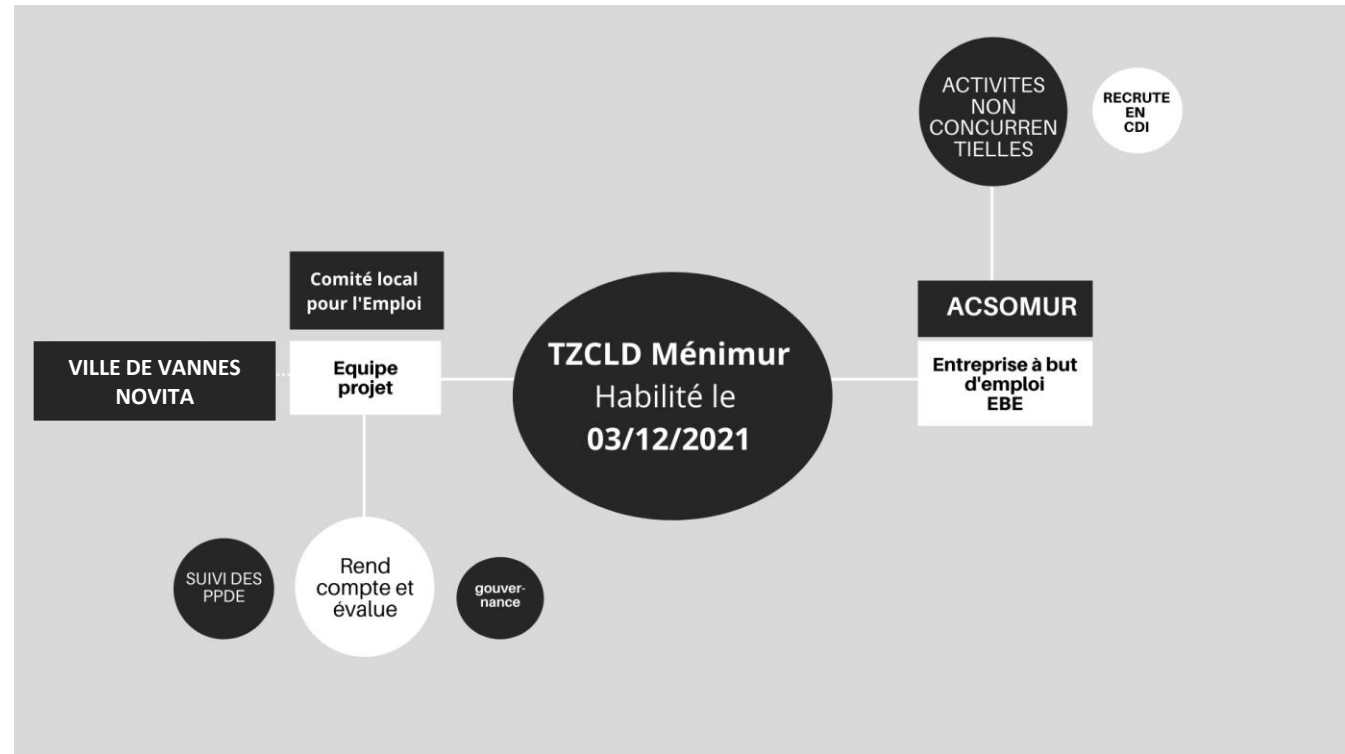 ACTIVITES
NON
CONCURREN
TIELLES
RECRUTE
EN
CDI
Comité local
pour l'Emploi
VILLE DE VANNES
NOVITA
Equipe
projet
TZCLD Ménimur
Habilité le
03/12/2021
ACSOMUR
Entreprise à but
d'emploi
EBE
SUIVI DES
PPDE
Rend
compte et
évalue
gouver-
nance